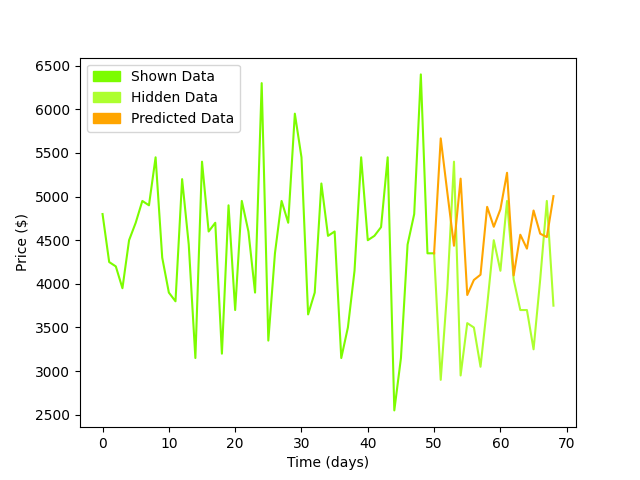 6500
6000
5500
5000
4500
4000
3500
3000
2500
Price ($)
Shown Data
Hidden Data
Predicted Data
0 10 20 30 40 50 60 70
Time (days)